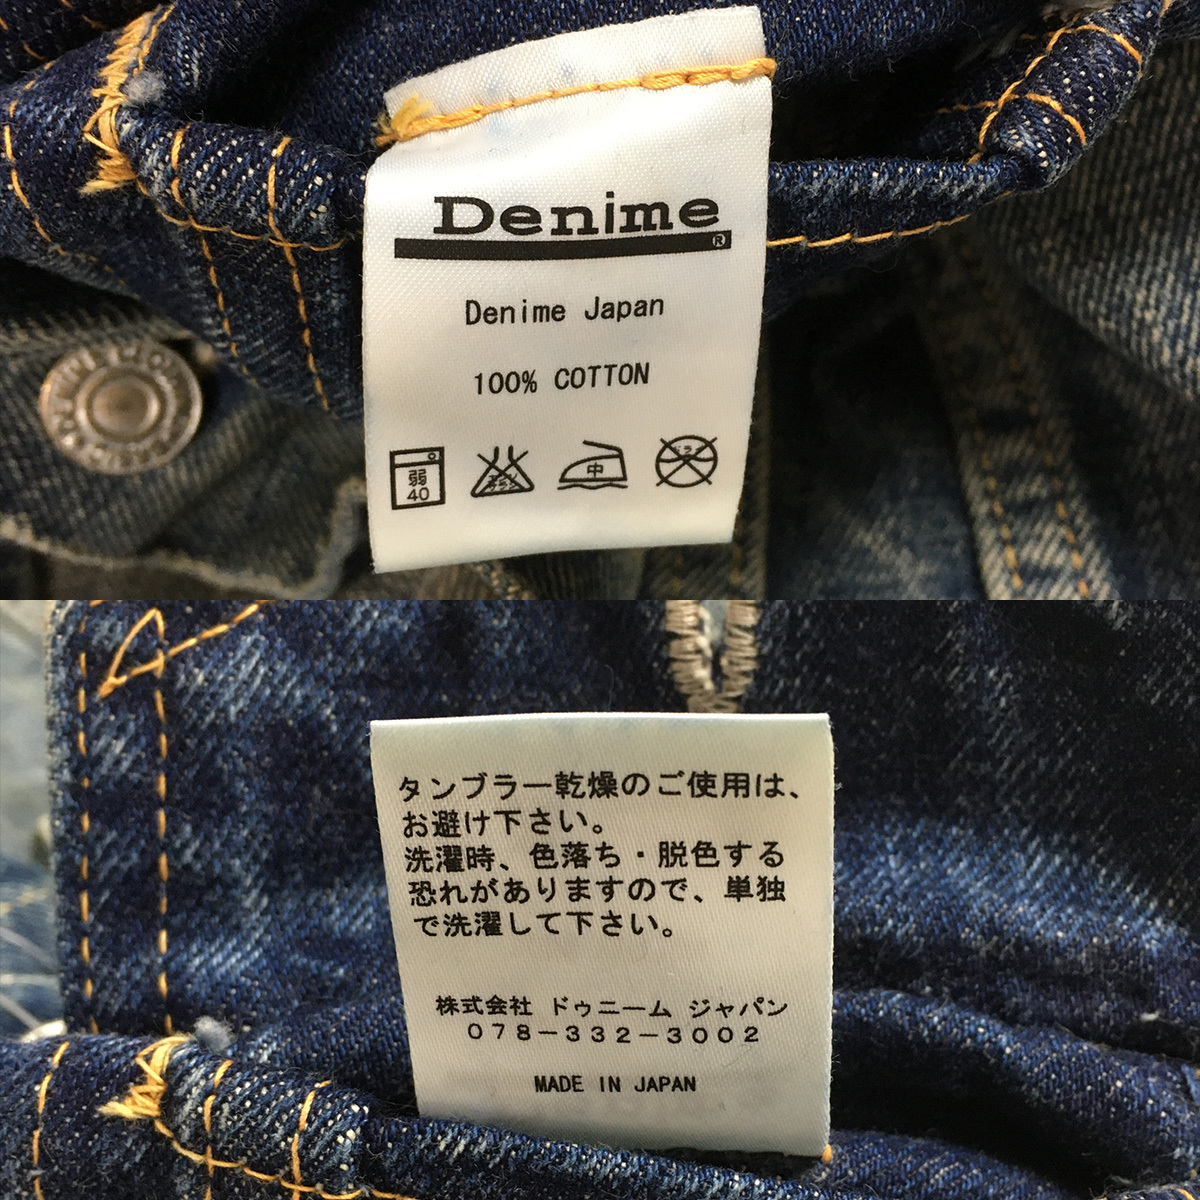 Denime
®
Denime Japan
100% COTTON
弱
40
中
ドライ
タンブラー乾燥のご使用は、
お避け下さい。
洗濯時、色落ち・脱色する
恐れがありますので、単独
で洗濯して下さい。
株式会社 ドゥニーム ジャパン
078-332-3002
MADE IN JAPAN